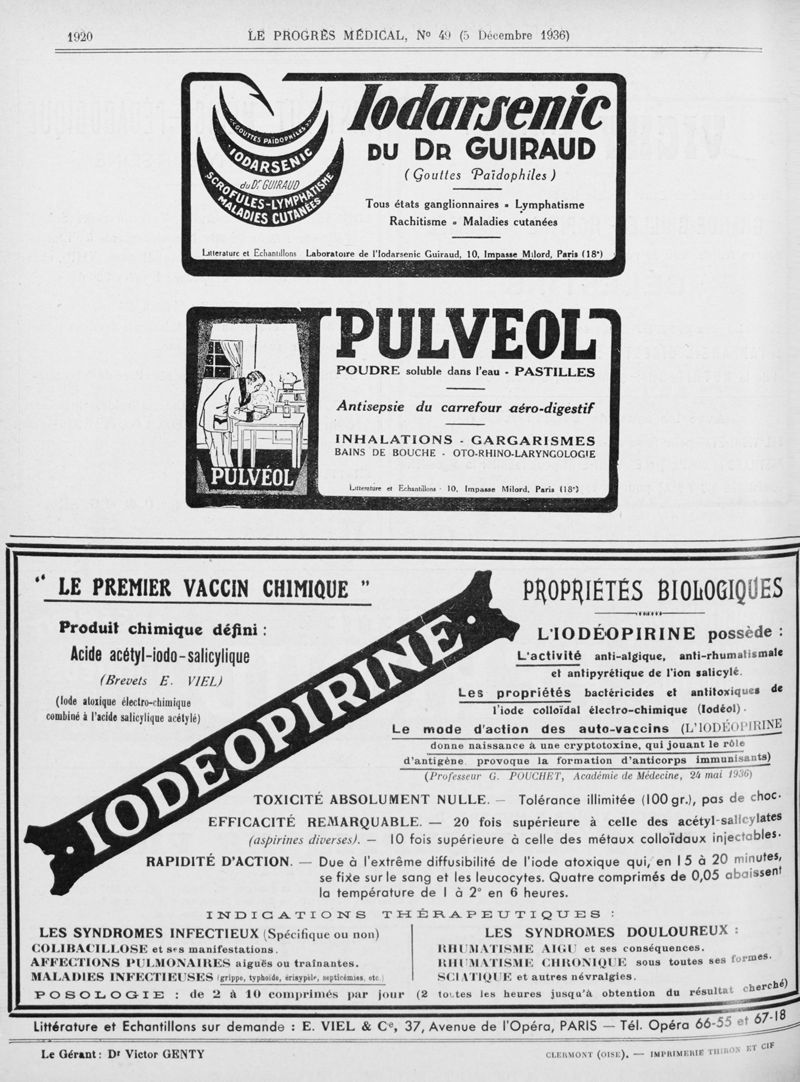 1920
LE PROGRÈS MÉDICAL, No 49 (5 Décembre 1936)
« GOUTTES PAÏDOPHILES »
IODARSENIC
du Dr. GUIRAUD
SCROFULES-LYMPHATISME
MALADIES CUTANÉES
Iodarsenic
DU DR GUIRAUD
(Gouttes Païdophiles)
Tous états ganglionnaires - Lymphatisme
Rachitisme - Maladies cutanées
Litterature et Echantillons Laboratoire de l'Iodarsenic Guiraud, 10, Impasse Milord, Paris (18e)
PULVÉOL
PULVEOL
POUDRE soluble dans l'eau - PASTILLES
Antisepsie du carrefour aéro-digestif
INHALATIONS - GARGARISMES
BAINS DE BOUCHE - OTO-RHINO-LARYNGOLOGIE
Litterature et Echantillons · 10, Impasse Milord, Paris (18e)
" LE PREMIER VACCIN CHIMIQUE "
Produit chimique défini :
Acide acétyl-iodo-salicylique
(Brevets E. VIEL)
(Iode atoxique électro-chimique
combiné à l'acide salicylique acétylé)
IODEOPIRINE
PROPRIÉTÉS BIOLOGIQUES
L'IODÉOPIRINE possède :
L'activité anti-algique, anti-rhumatismale
et antipyrétique de l'ion salicylé.
Les propriétés bactéricides et antitoxiques de
l'iode colloïdal électro-chimique (Iodéol).
Le mode d'action des auto-vaccins (L'IODÉOPIRINE
donne naissance à une cryptotoxine, qui jouant le rôle
d'antigène provoque la formation d'anticorps immunisants)
(Professeur G. POUCHET, Académie de Médecine, 24 mai 1936)
TOXICITÉ ABSOLUMENT NULLE. — Tolérance illimitée (100 gr.), pas de choc.
EFFICACITÉ REMARQUABLE. — 20 fois supérieure à celle des acétyl-salicylates
(aspirines diverses). — 10 fois supérieure à celle des métaux colloïdaux injectables.
RAPIDITÉ D'ACTION. — Due à l'extrême diffusibilité de l'iode atoxique qui, en 15 à 20 minutes,
se fixe sur le sang et les leucocytes. Quatre comprimés de 0,05 abaissent
la température de 1 à 2° en 6 heures.
INDICATIONS THÉRAPEUTIQUES :
LES SYNDROMES INFECTIEUX (Spécifique ou non)
COLIBACILLOSE et ses manifestations.
AFFECTIONS PULMONAIRES aiguës ou traînantes.
MALADIES INFECTIEUSES (grippe, typhoïde, érisypèle, septicémies, etc.)
LES SYNDROMES DOULOUREUX :
RHUMATISME AIGU et ses conséquences.
RHUMATISME CHRONIQUE sous toutes ses formes.
SCIATIQUE et autres névralgies.
POSOLOGIE : de 2 à 10 comprimés par jour (2 toutes les heures jusqu'à obtention du résultat cherché)
Littérature et Echantillons sur demande : E. VIEL & Ce, 37, Avenue de l'Opéra, PARIS — Tél. Opéra 66-55 et 67-18
Le Gérant : Dr Victor GENTY
CLERMONT (OISE). — IMPRIMERIE THIRON ET Cie